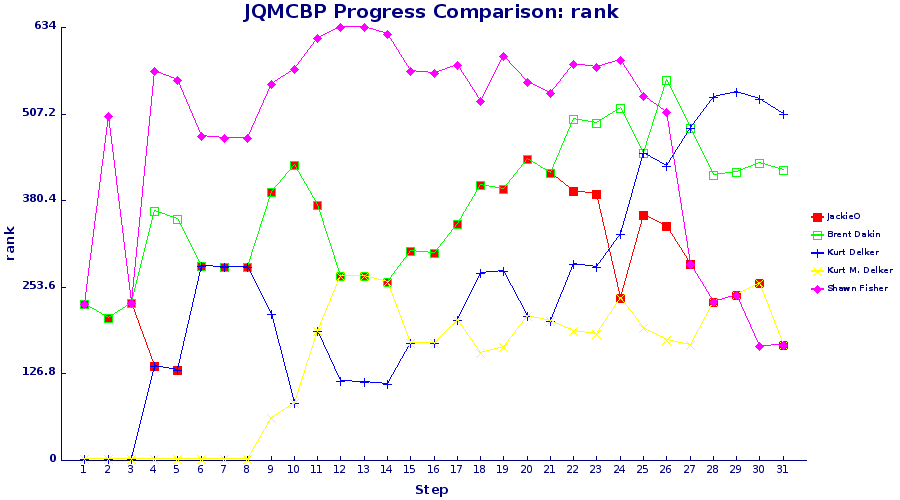 JQMCBP Progress Comparison: rank
634
507.2
380.4
253.6
126.8
0
rank
1 2 3 4 5 6 7 8 9 10 11 12 13 14 15 16 17 18 19 20 21 22 23 24 25 26 27 28 29 30 31
Step
JackieO
Brent Dakin
Kurt Delker
Kurt M. Delker
Shawn Fisher